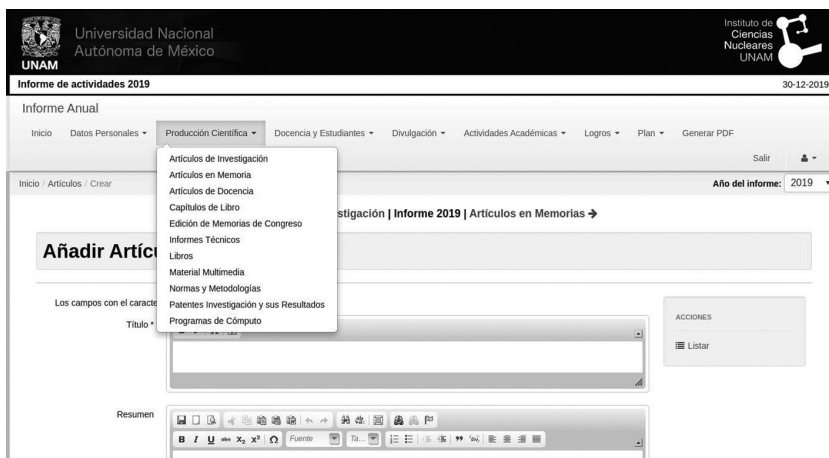 Universidad Nacional
Autónoma de México
UNAM
Instituto de
Ciencias
Nucleares
UNAM
Informe de actividades 2019 30-12-2019
Informe Anual
Inicio Datos Personales Producción Científica Docencia y Estudiantes Divulgación Actividades Académicas Logros Plan Generar PDF
Salir
Inicio / Artículos / Crear Año del informe: 2019
Artículos de Investigación
Artículos en Memoria
Artículos de Docencia
Capítulos de Libro
Edición de Memorias de Congreso
Informes Técnicos
Libros
Material Multimedia
Normas y Metodologías
Patentes Investigación y sus Resultados
Programas de Cómputo
stigación | Informe 2019 | Artículos en Memorias →
Añadir Artícu
Los campos con el caracte
Título *
ACCIONES
Listar
Resumen
B I U abc x₂ x² Ω Fuente Ta...